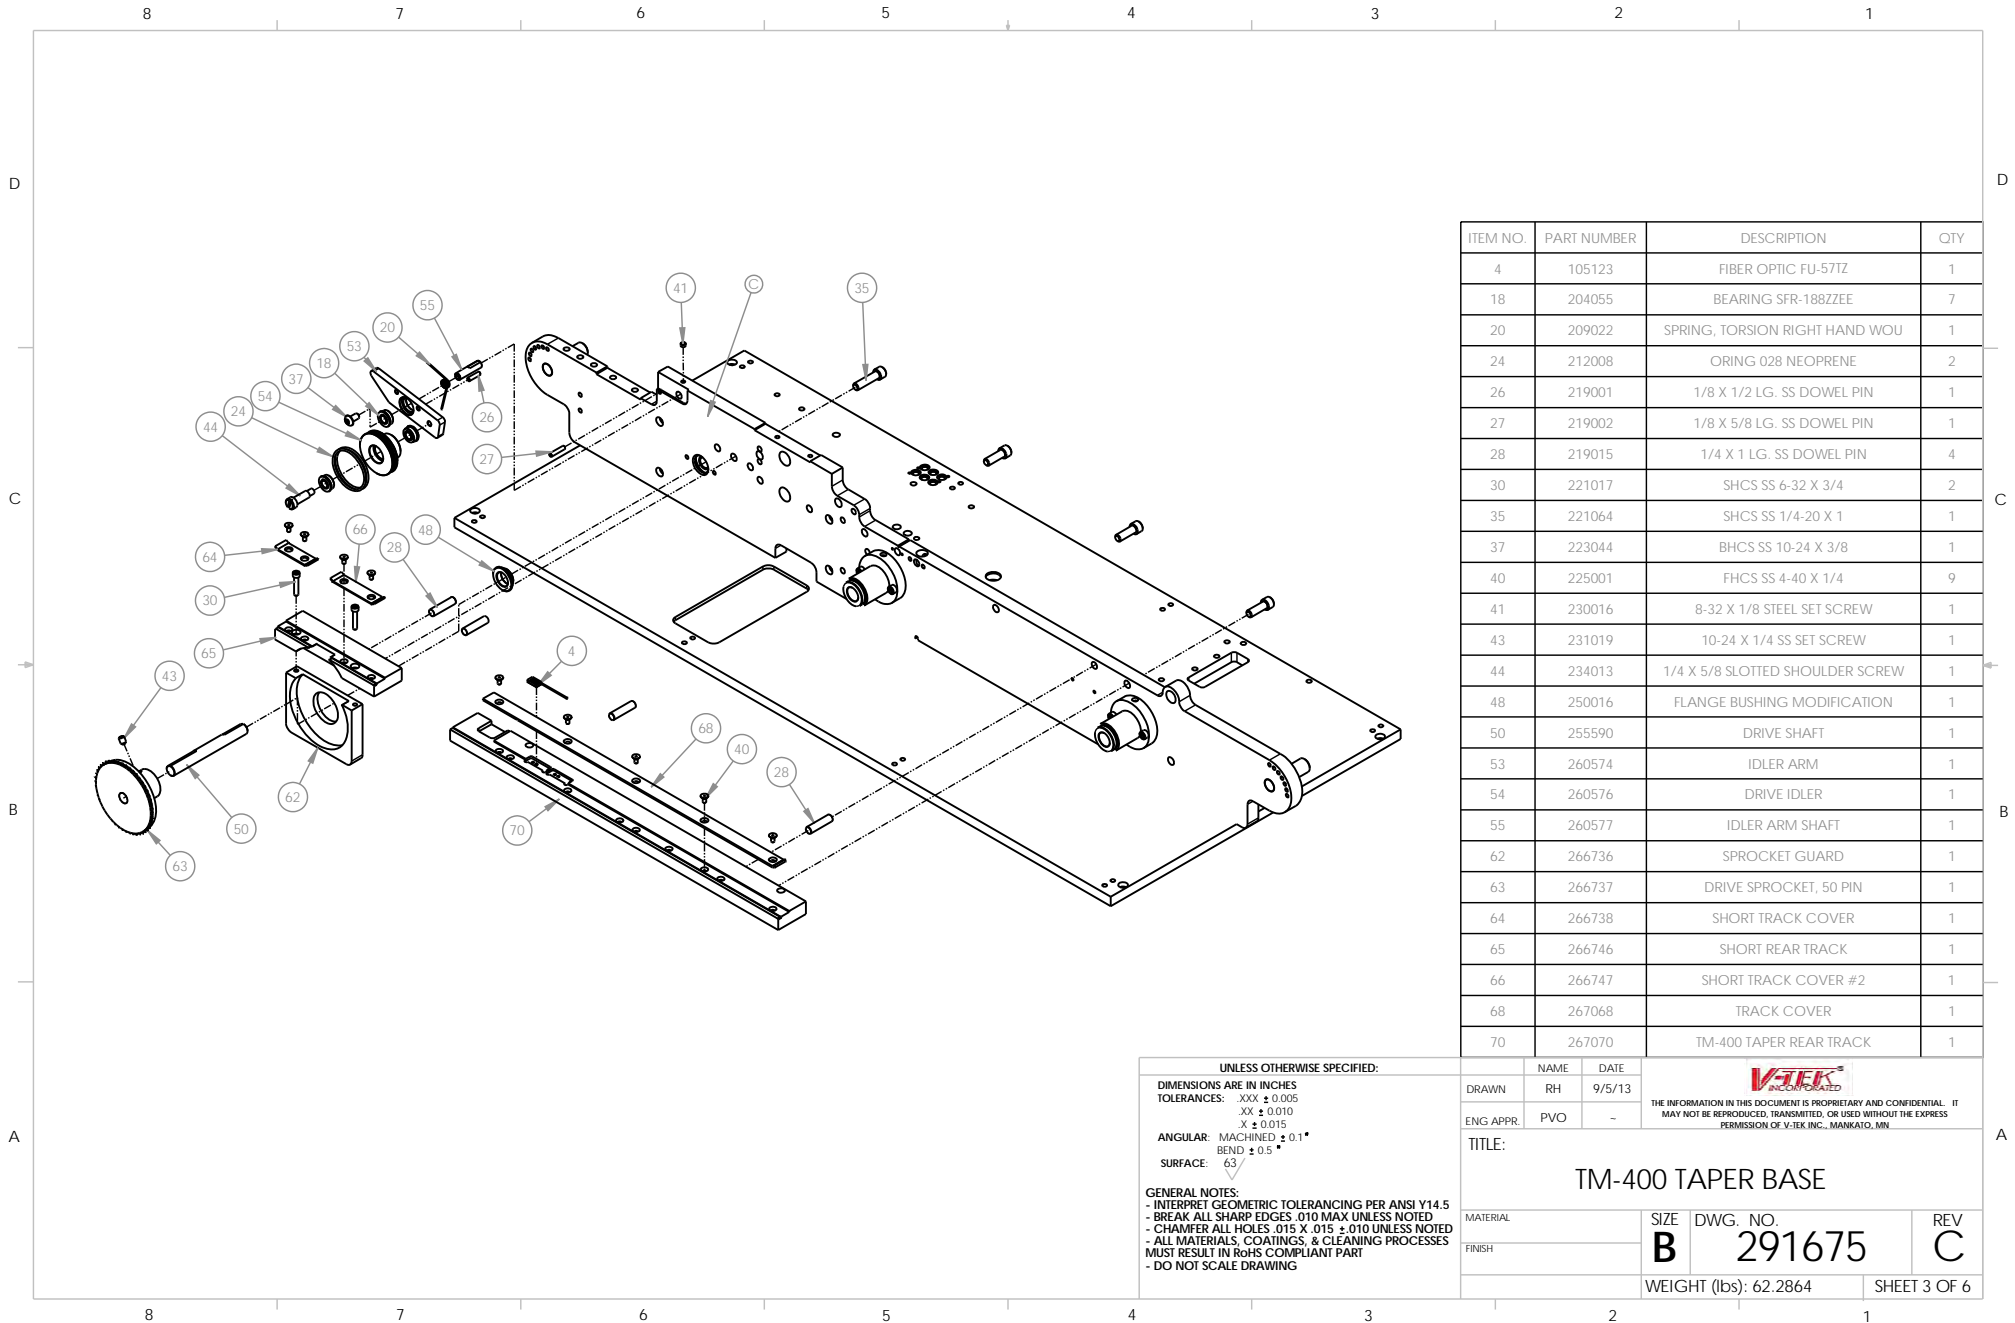 8 7 6 5 4 3 2 1
D D
C C
B B
A A
41
C
35
55
20
53
18
37
54
24
44
26
27
66
28
48
64
30
65
43
4
68
40
28
62
50
70
63
ITEM NO. PART NUMBER DESCRIPTION QTY
4 105123 FIBER OPTIC FU-57TZ 1
18 204055 BEARING SFR-188ZZEE 7
20 209022 SPRING, TORSION RIGHT HAND WOU 1
24 212008 ORING 028 NEOPRENE 2
26 219001 1/8 X 1/2 LG. SS DOWEL PIN 1
27 219002 1/8 X 5/8 LG. SS DOWEL PIN 1
28 219015 1/4 X 1 LG. SS DOWEL PIN 4
30 221017 SHCS SS 6-32 X 3/4 2
35 221064 SHCS SS 1/4-20 X 1 1
37 223044 BHCS SS 10-24 X 3/8 1
40 225001 FHCS SS 4-40 X 1/4 9
41 230016 8-32 X 1/8 STEEL SET SCREW 1
43 231019 10-24 X 1/4 SS SET SCREW 1
44 234013 1/4 X 5/8 SLOTTED SHOULDER SCREW 1
48 250016 FLANGE BUSHING MODIFICATION 1
50 255590 DRIVE SHAFT 1
53 260574 IDLER ARM 1
54 260576 DRIVE IDLER 1
55 260577 IDLER ARM SHAFT 1
62 266736 SPROCKET GUARD 1
63 266737 DRIVE SPROCKET, 50 PIN 1
64 266738 SHORT TRACK COVER 1
65 266746 SHORT REAR TRACK 1
66 266747 SHORT TRACK COVER #2 1
68 267068 TRACK COVER 1
70 267070 TM-400 TAPER REAR TRACK 1
UNLESS OTHERWISE SPECIFIED:
DIMENSIONS ARE IN INCHES
TOLERANCES: .XXX ± 0.005
.XX ± 0.010
.X ± 0.015
ANGULAR: MACHINED ± 0.1°
BEND ± 0.5 °
SURFACE: 63
GENERAL NOTES:
- INTERPRET GEOMETRIC TOLERANCING PER ANSI Y14.5
- BREAK ALL SHARP EDGES .010 MAX UNLESS NOTED
- CHAMFER ALL HOLES .015 X .015 ±.010 UNLESS NOTED
- ALL MATERIALS, COATINGS, & CLEANING PROCESSES
MUST RESULT IN RoHS COMPLIANT PART
- DO NOT SCALE DRAWING
NAME DATE
DRAWN RH 9/5/13
ENG APPR. PVO ~
V-TEK ®
INCORPORATED
THE INFORMATION IN THIS DOCUMENT IS PROPRIETARY AND CONFIDENTIAL. IT
MAY NOT BE REPRODUCED, TRANSMITTED, OR USED WITHOUT THE EXPRESS
PERMISSION OF V-TEK INC., MANKATO, MN
TITLE:
TM-400 TAPER BASE
MATERIAL
FINISH
SIZE DWG. NO. REV
B 291675 C
WEIGHT (lbs): 62.2864 SHEET 3 OF 6
8 7 6 5 4 3 2 1